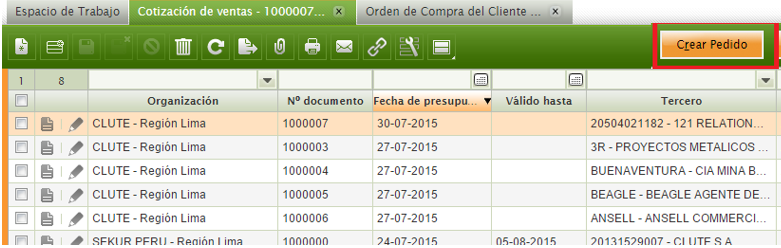 Espacio de Trabajo Cotización de ventas - 1000007... Orden de Compra del Cliente ...
Crear Pedido
1 8
Organización Nº documento Fecha de presupu... Válido hasta Tercero
CLUTE - Región Lima 1000007 30-07-2015 20504021182 - 121 RELATION...
CLUTE - Región Lima 1000003 27-07-2015 3R - PROYECTOS METALICOS ...
CLUTE - Región Lima 1000004 27-07-2015 BUENAVENTURA - CIA MINA B...
CLUTE - Región Lima 1000005 27-07-2015 BEAGLE - BEAGLE AGENTE DE...
CLUTE - Región Lima 1000006 27-07-2015 ANSELL - ANSELL COMMERCI...
SEKUR PERU - Región Lima 1000000 24-07-2015 05-08-2015 20131529007 - CLUTE S A